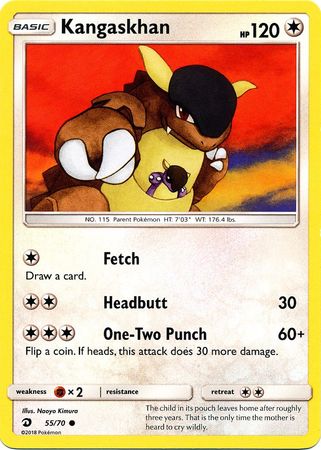 BASIC Kangaskhan HP 120
NO. 115 Parent Pokémon HT: 7'03" WT: 176.4 lbs.
Fetch
Draw a card.
Headbutt 30
One-Two Punch 60+
Flip a coin. If heads, this attack does 30 more damage.
weakness × 2 resistance retreat
Illus. Naoyo Kimura
55/70
©2018 Pokémon
The child in its pouch leaves home after roughly
three years. That is the only time the mother is
heard to cry wildly.